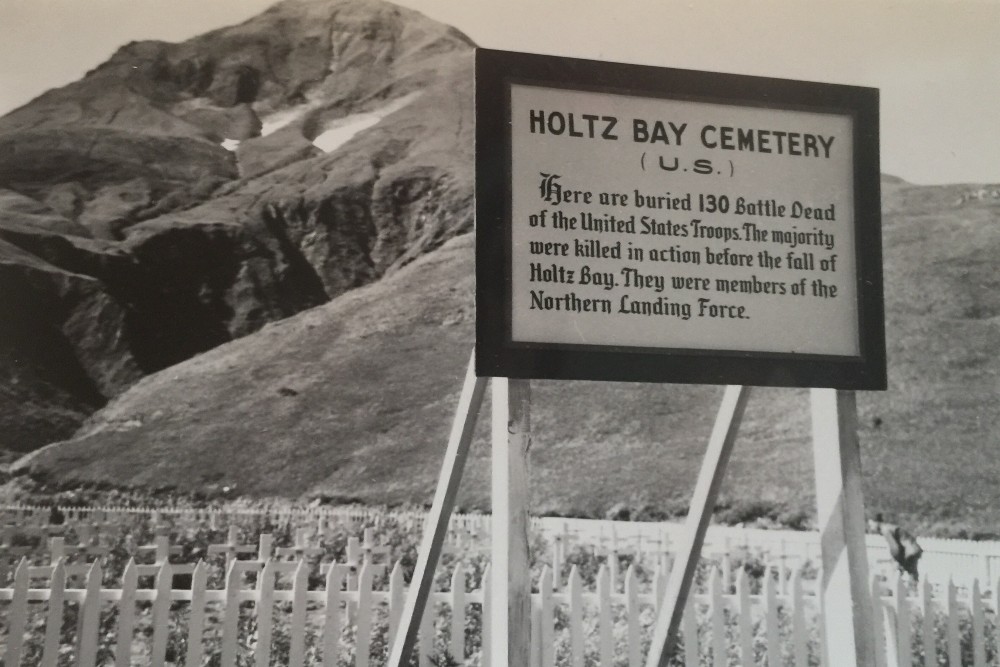 HOLTZ BAY CEMETERY
(U.S.)
Here are buried 130 Battle Dead
of the United States Troops. The majority
were killed in action before the fall of
Holtz Bay. They were members of the
Northern Landing Force.